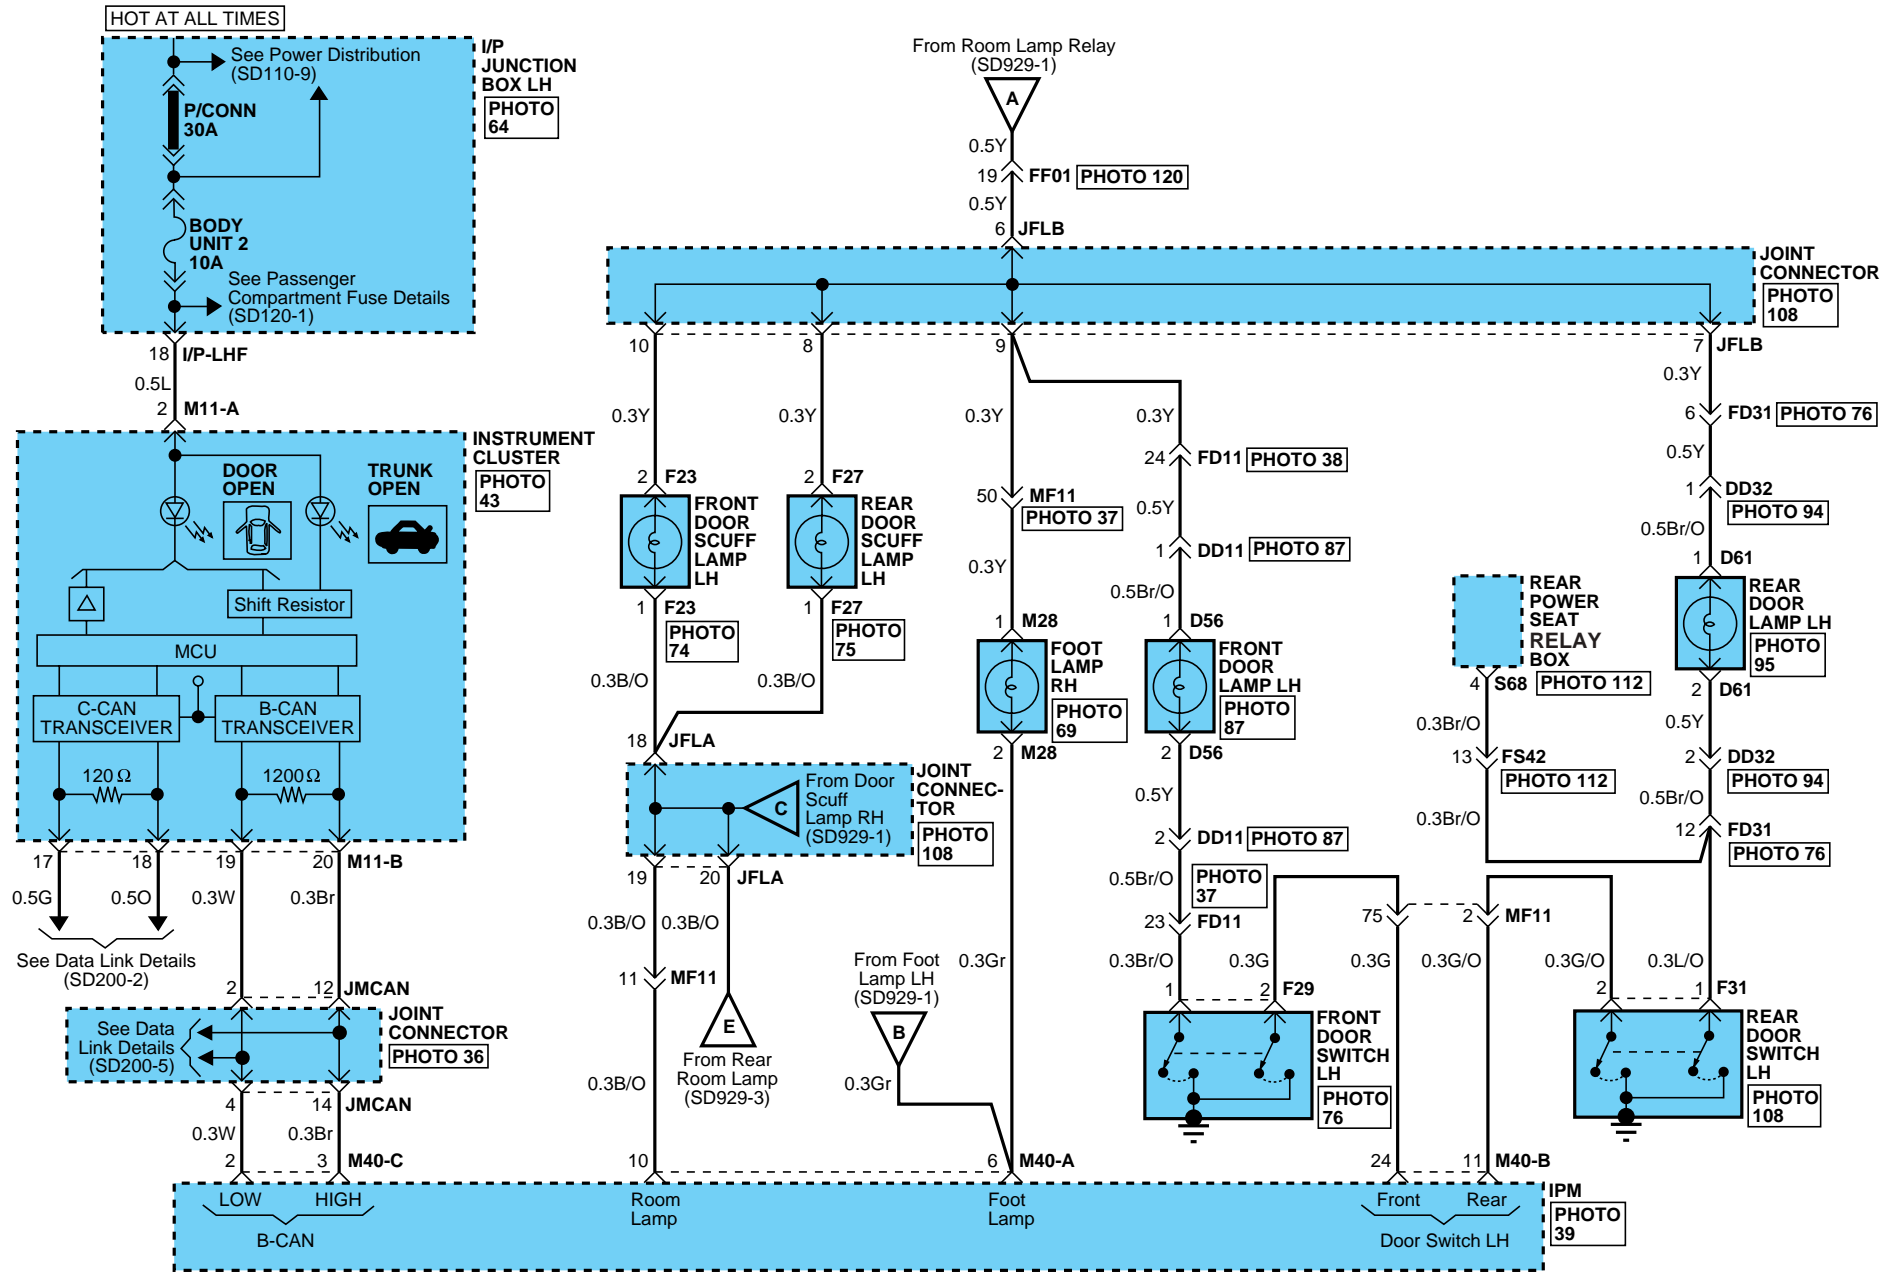 HOT AT ALL TIMES
See Power Distribution
(SD110-9)
P/CONN
30A
BODY
UNIT 2
10A
See Passenger
Compartment Fuse Details
(SD120-1)
I/P
JUNCTION
BOX LH
PHOTO
64
18 I/P-LHF
0.5L
2 M11-A
INSTRUMENT
CLUSTER
PHOTO
43
DOOR
OPEN
TRUNK
OPEN
Shift Resistor
MCU
C-CAN
TRANSCEIVER
B-CAN
TRANSCEIVER
120 Ω
1200 Ω
17 18 19 20 M11-B
0.5G 0.5O 0.3W 0.3Br
See Data Link Details
(SD200-2)
2 12 JMCAN
See Data
Link Details
(SD200-5)
JOINT
CONNECTOR
PHOTO 36
4 14 JMCAN
0.3W 0.3Br
2 3 M40-C
LOW HIGH
B-CAN
From Room Lamp Relay
(SD929-1)
A
0.5Y
19 FF01 PHOTO 120
0.5Y
6 JFLB
JOINT
CONNECTOR
PHOTO
108
10 8 9 7 JFLB
0.3Y 0.3Y 0.3Y 0.3Y 0.3Y
2 F23
FRONT
DOOR
SCUFF
LAMP
LH
1 F23
PHOTO
74
0.3B/O
2 F27
REAR
DOOR
SCUFF
LAMP
LH
1 F27
PHOTO
75
0.3B/O
18 JFLA
From Door
Scuff
Lamp RH
(SD929-1)
C
JOINT
CONNEC-
TOR
PHOTO
108
19 20 JFLA
0.3B/O 0.3B/O
11 MF11
0.3B/O
E
From Rear
Room Lamp
(SD929-3)
10
Room
Lamp
50 MF11
PHOTO 37
0.3Y
1 M28
FOOT
LAMP
RH
PHOTO
69
2 M28
0.3Gr
From Foot
Lamp LH
(SD929-1)
B
0.3Gr
6 M40-A
Foot
Lamp
24 FD11 PHOTO 38
0.5Y
1 DD11 PHOTO 87
0.5Br/O
1 D56
FRONT
DOOR
LAMP LH
PHOTO
87
2 D56
0.5Y
2 DD11 PHOTO 87
0.5Br/O
PHOTO
37
23 FD11
0.3Br/O 0.3G
1 2 F29
FRONT
DOOR
SWITCH
LH
PHOTO
76
6 FD31 PHOTO 76
0.5Y
1 DD32
PHOTO 94
0.5Br/O
1 D61
REAR
DOOR
LAMP LH
PHOTO
95
2 D61
0.5Y
2 DD32
PHOTO 94
0.5Br/O
12 FD31
PHOTO 76
REAR
POWER
SEAT
RELAY
BOX
4 S68 PHOTO 112
0.3Br/O
13 FS42
PHOTO 112
0.3Br/O
75 2 MF11
0.3G 0.3G/O 0.3G/O 0.3L/O
2 1 F31
REAR
DOOR
SWITCH
LH
PHOTO
108
24 11 M40-B
Front Rear
Door Switch LH
IPM
PHOTO
39